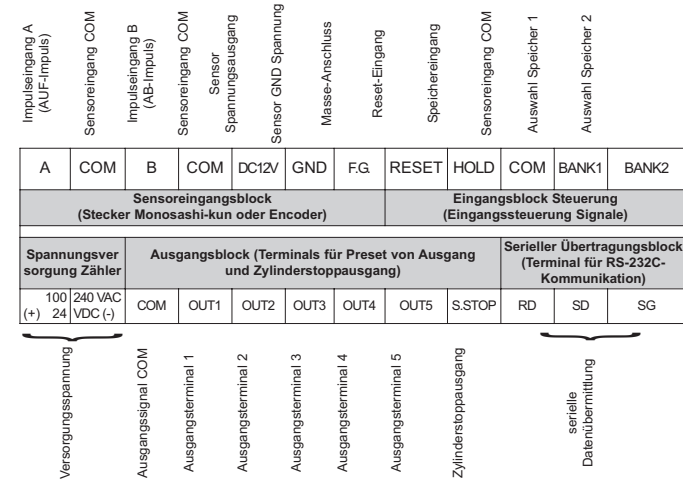 Impulseingang A
(AUF-Impuls)
Sensoreingang COM
Impulseingang B
(AB-Impuls)
Sensoreingang COM
Sensor
Spannungsausgang
Sensor GND Spannung
Masse-Anschluss
Reset-Eingang
Speichereingang
Sensoreingang COM
Auswahl Speicher 1
Auswahl Speicher 2
A COM B COM DC12V GND F.G. RESET HOLD COM BANK1 BANK2
Sensoreingangsblock
(Stecker Monosashi-kun oder Encoder)
Eingangsblock Steuerung
(Eingangssteuerung Signale)
Spannungsver
sorgung Zähler
Ausgangsblock (Terminals für Preset von Ausgang
und Zylinderstoppausgang)
Serieller Übertragungsblock
(Terminal für RS-232C-
Kommunikation)
100 240 VAC
(+) 24 VDC (-)
COM OUT1 OUT2 OUT3 OUT4 OUT5 S.STOP RD SD SG
Versorgungsspannung
Ausgangssignal COM
Ausgangsterminal 1
Ausgangsterminal 2
Ausgangsterminal 3
Ausgangsterminal 4
Ausgangsterminal 5
Zylinderstoppausgang
serielle
Datenübermittlung